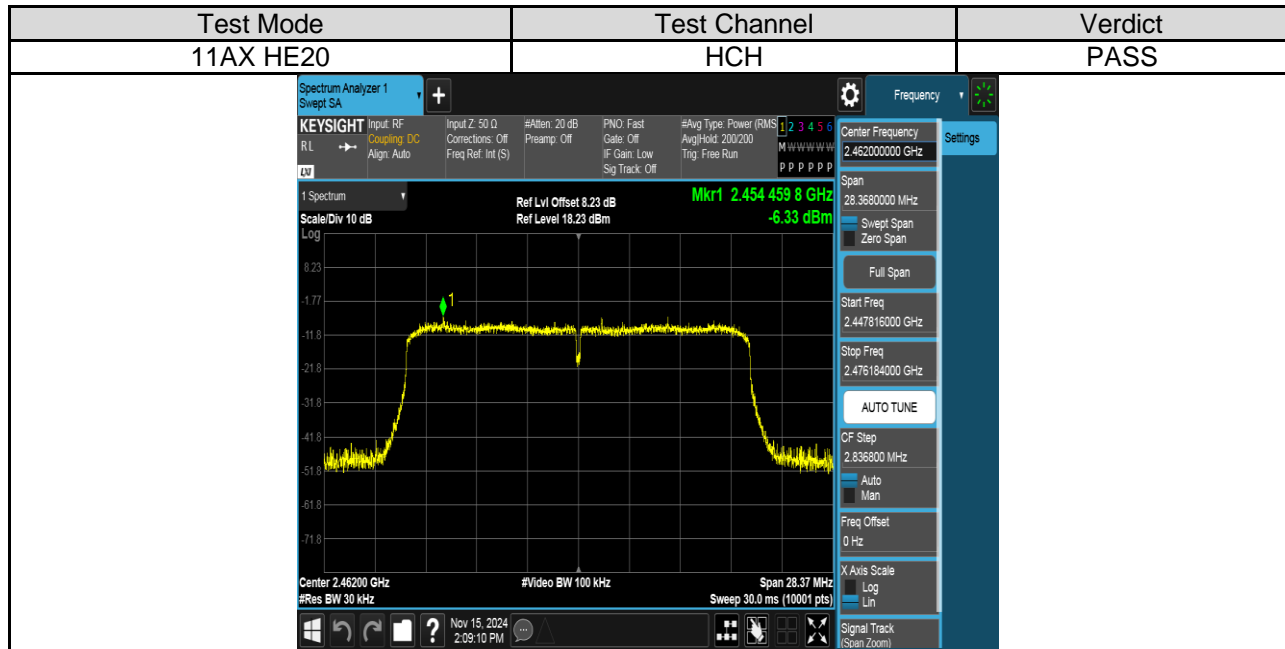 Test Mode Test Channel Verdict
11AX HE20 HCH PASS
Spectrum Analyzer 1
Swept SA
+
Frequency
KEYSIGHT
RL
LXI
Input: RF
Coupling: DC
Align: Auto
Input Z: 50 Ω
Corrections: Off
Freq Ref: Int (S)
#Atten: 20 dB
Preamp: Off
PNO: Fast
Gate: Off
IF Gain: Low
Sig Track: Off
#Avg Type: Power (RMS
Avg|Hold: 200/200
Trig: Free Run
1 2 3 4 5 6
M W W W W W
P P P P P P
1 Spectrum
Scale/Div 10 dB
Log
Ref Lvl Offset 8.23 dB
Ref Level 18.23 dBm
Mkr1 2.454 459 8 GHz
-6.33 dBm
8.23
-1.77
-11.8
-21.8
-31.8
-41.8
-51.8
-61.8
-71.8
1
Center 2.46200 GHz
#Res BW 30 kHz
#Video BW 100 kHz
Span 28.37 MHz
Sweep 30.0 ms (10001 pts)
?
Nov 15, 2024
2:09:10 PM
Center Frequency
2.462000000 GHz
Settings
Span
28.3680000 MHz
Swept Span
Zero Span
Full Span
Start Freq
2.447816000 GHz
Stop Freq
2.476184000 GHz
AUTO TUNE
CF Step
2.836800 MHz
Auto
Man
Freq Offset
0 Hz
X Axis Scale
Log
Lin
Signal Track
(Span Zoom)